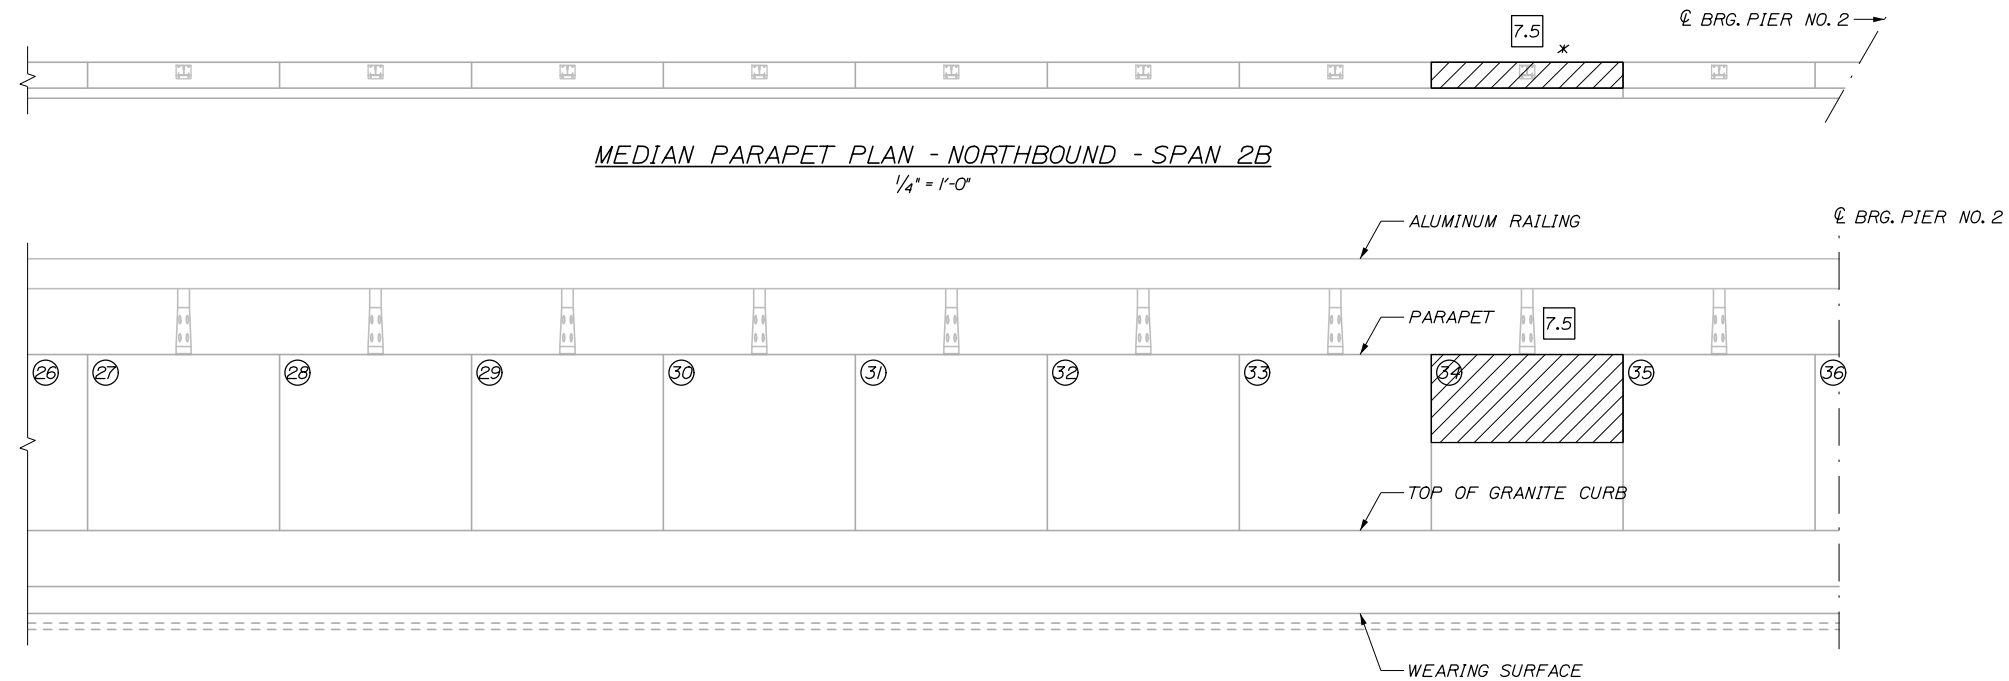 ℄ BRG. PIER NO. 2
7.5
*
MEDIAN PARAPET PLAN - NORTHBOUND - SPAN 2B
1/4" = 1'-0"
℄ BRG. PIER NO. 2
ALUMINUM RAILING
PARAPET
7.5
26 27 28 29 30 31 32 33 34 35 36
TOP OF GRANITE CURB
WEARING SURFACE